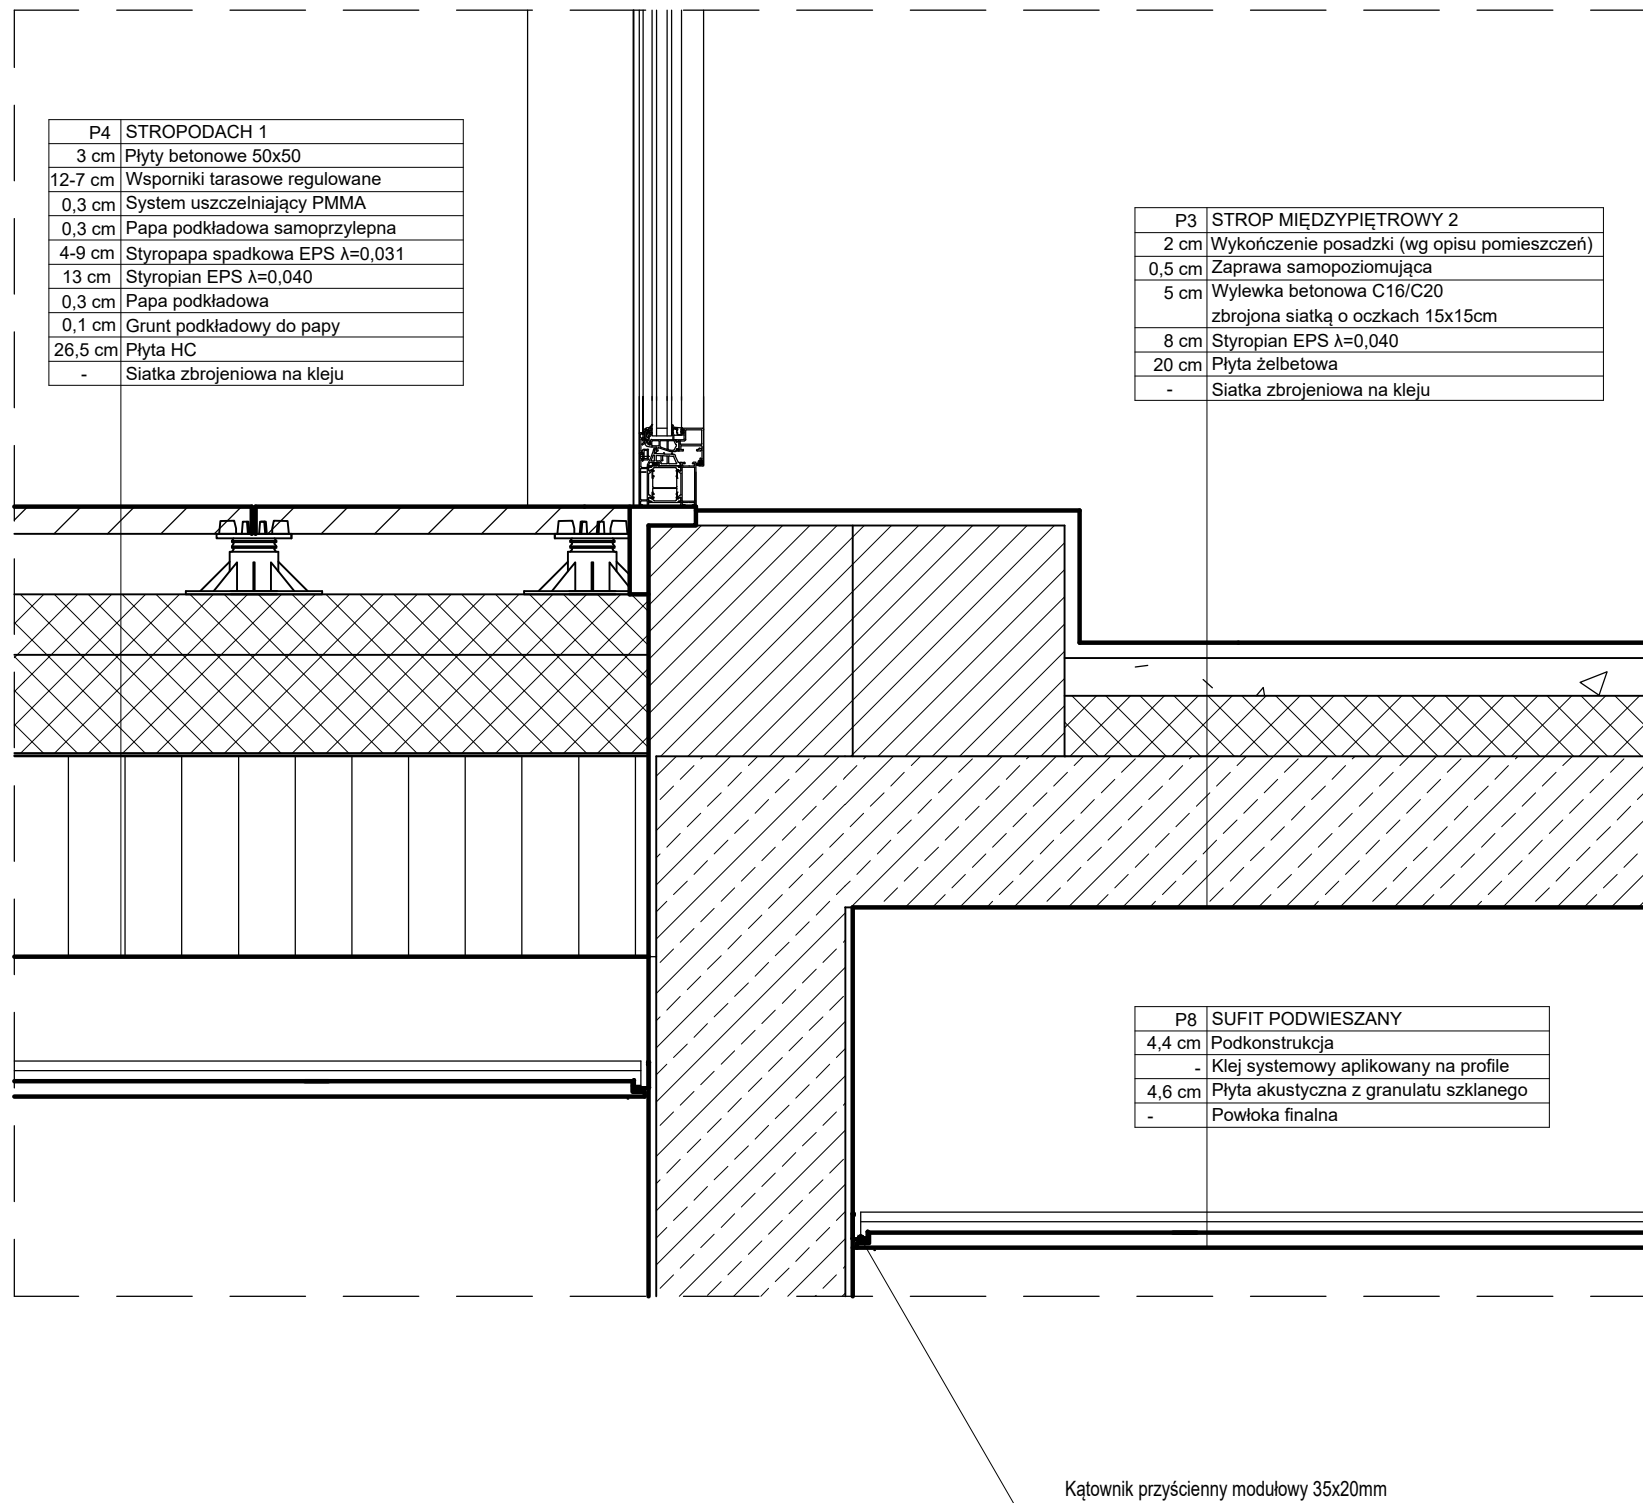 P4 STROPODACH 1
3 cm Płyty betonowe 50x50
12-7 cm Wsporniki tarasowe regulowane
0,3 cm System uszczelniający PMMA
0,3 cm Papa podkładowa samoprzylepna
4-9 cm Styropapa spadkowa EPS λ=0,031
13 cm Styropian EPS λ=0,040
0,3 cm Papa podkładowa
0,1 cm Grunt podkładowy do papy
26,5 cm Płyta HC
- Siatka zbrojeniowa na kleju
P3 STROP MIĘDZYPIĘTROWY 2
2 cm Wykończenie posadzki (wg opisu pomieszczeń)
0,5 cm Zaprawa samopoziomująca
5 cm Wylewka betonowa C16/C20
zbrojona siatką o oczkach 15x15cm
8 cm Styropian EPS λ=0,040
20 cm Płyta żelbetowa
- Siatka zbrojeniowa na kleju
P8 SUFIT PODWIESZANY
4,4 cm Podkonstrukcja
- Klej systemowy aplikowany na profile
4,6 cm Płyta akustyczna z granulatu szklanego
- Powłoka finalna
Kątownik przyścienny modułowy 35x20mm